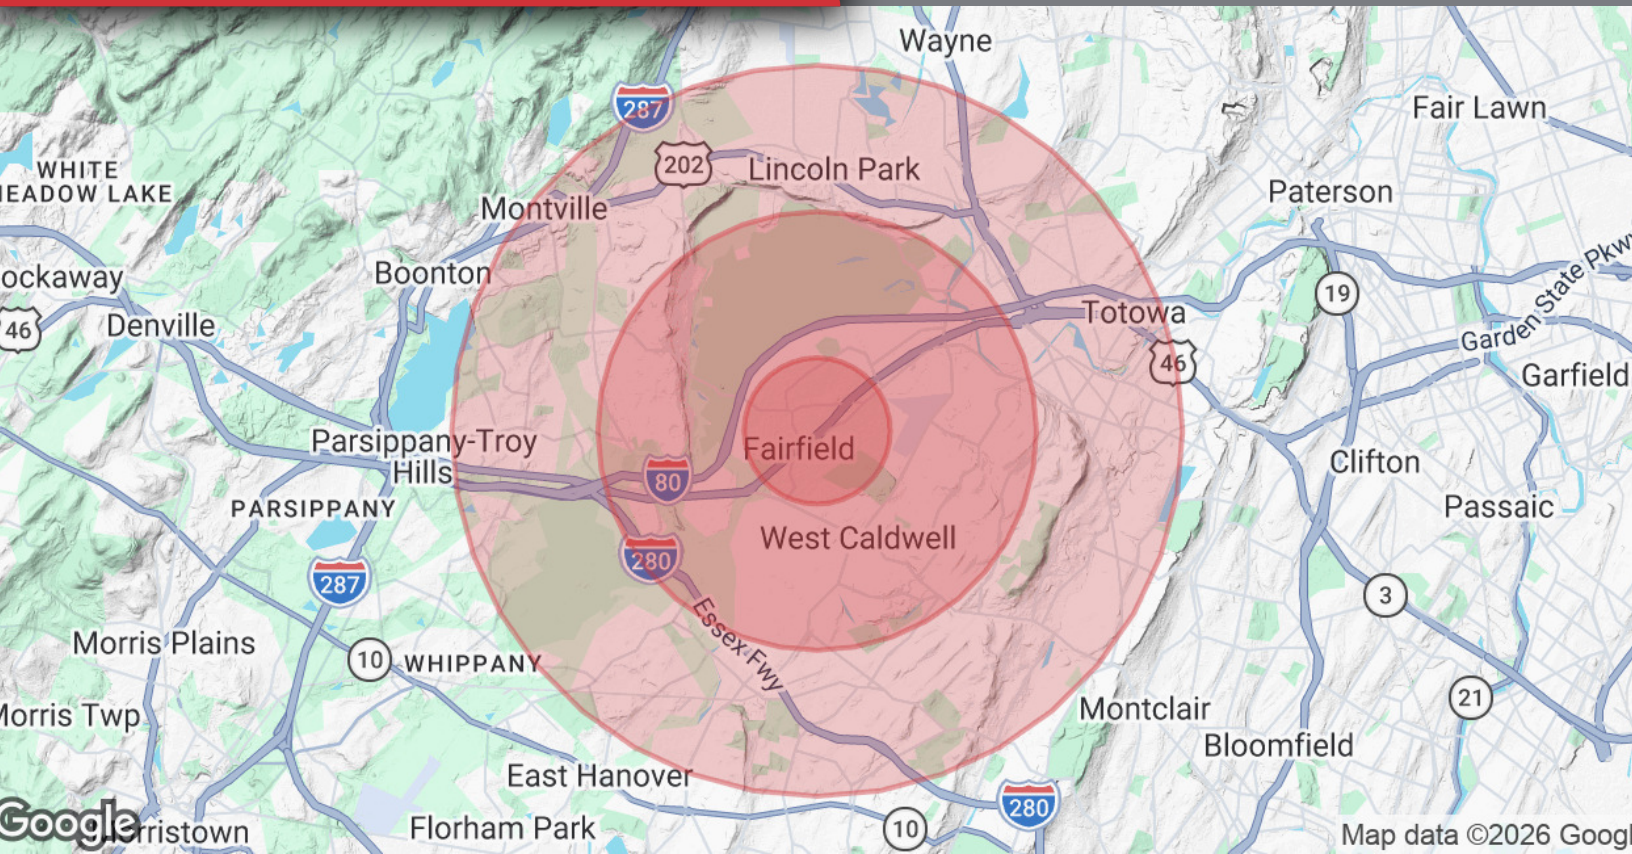 Wayne
Fair Lawn
287
202
Lincoln Park
WHITE
MEADOW LAKE
Paterson
Montville
Boonton
ockaway
19
46
Denville
Totowa
Garden State Pkwy
46
Garfield
Parsippany-Troy
Hills
Fairfield
80
Clifton
PARSIPPANY
Passaic
West Caldwell
280
287
3
Essex Fwy
Morris Plains
10
WHIPPANY
21
Morris Twp
Montclair
Bloomfield
East Hanover
280
Google
Morristown
Florham Park
10
Map data ©2026 Googl